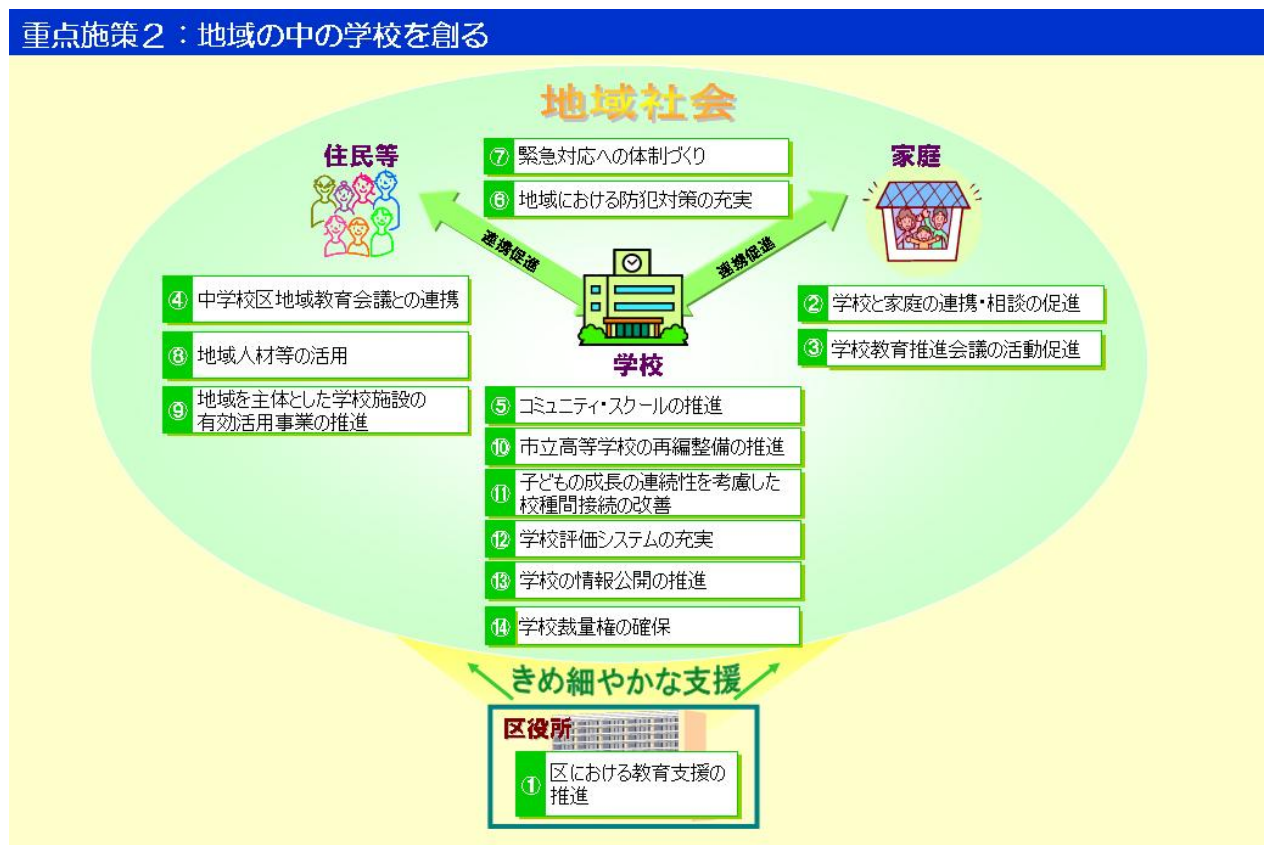 重点施策2：地域の中の学校を創る
地域社会
住民等
⑦ 緊急対応への体制づくり
⑥ 地域における防犯対策の充実
家庭
連携促進
連携促進
④ 中学校区地域教育会議との連携
⑧ 地域人材等の活用
⑨ 地域を主体とした学校施設の
有効活用事業の推進
② 学校と家庭の連携・相談の促進
③ 学校教育推進会議の活動促進
学校
⑤ コミュニティ・スクールの推進
⑩ 市立高等学校の再編整備の推進
⑪ 子どもの成長の連続性を考慮した
校種間接続の改善
⑫ 学校評価システムの充実
⑬ 学校の情報公開の推進
⑭ 学校裁量権の確保
きめ細やかな支援
区役所
① 区における教育支援の
推進